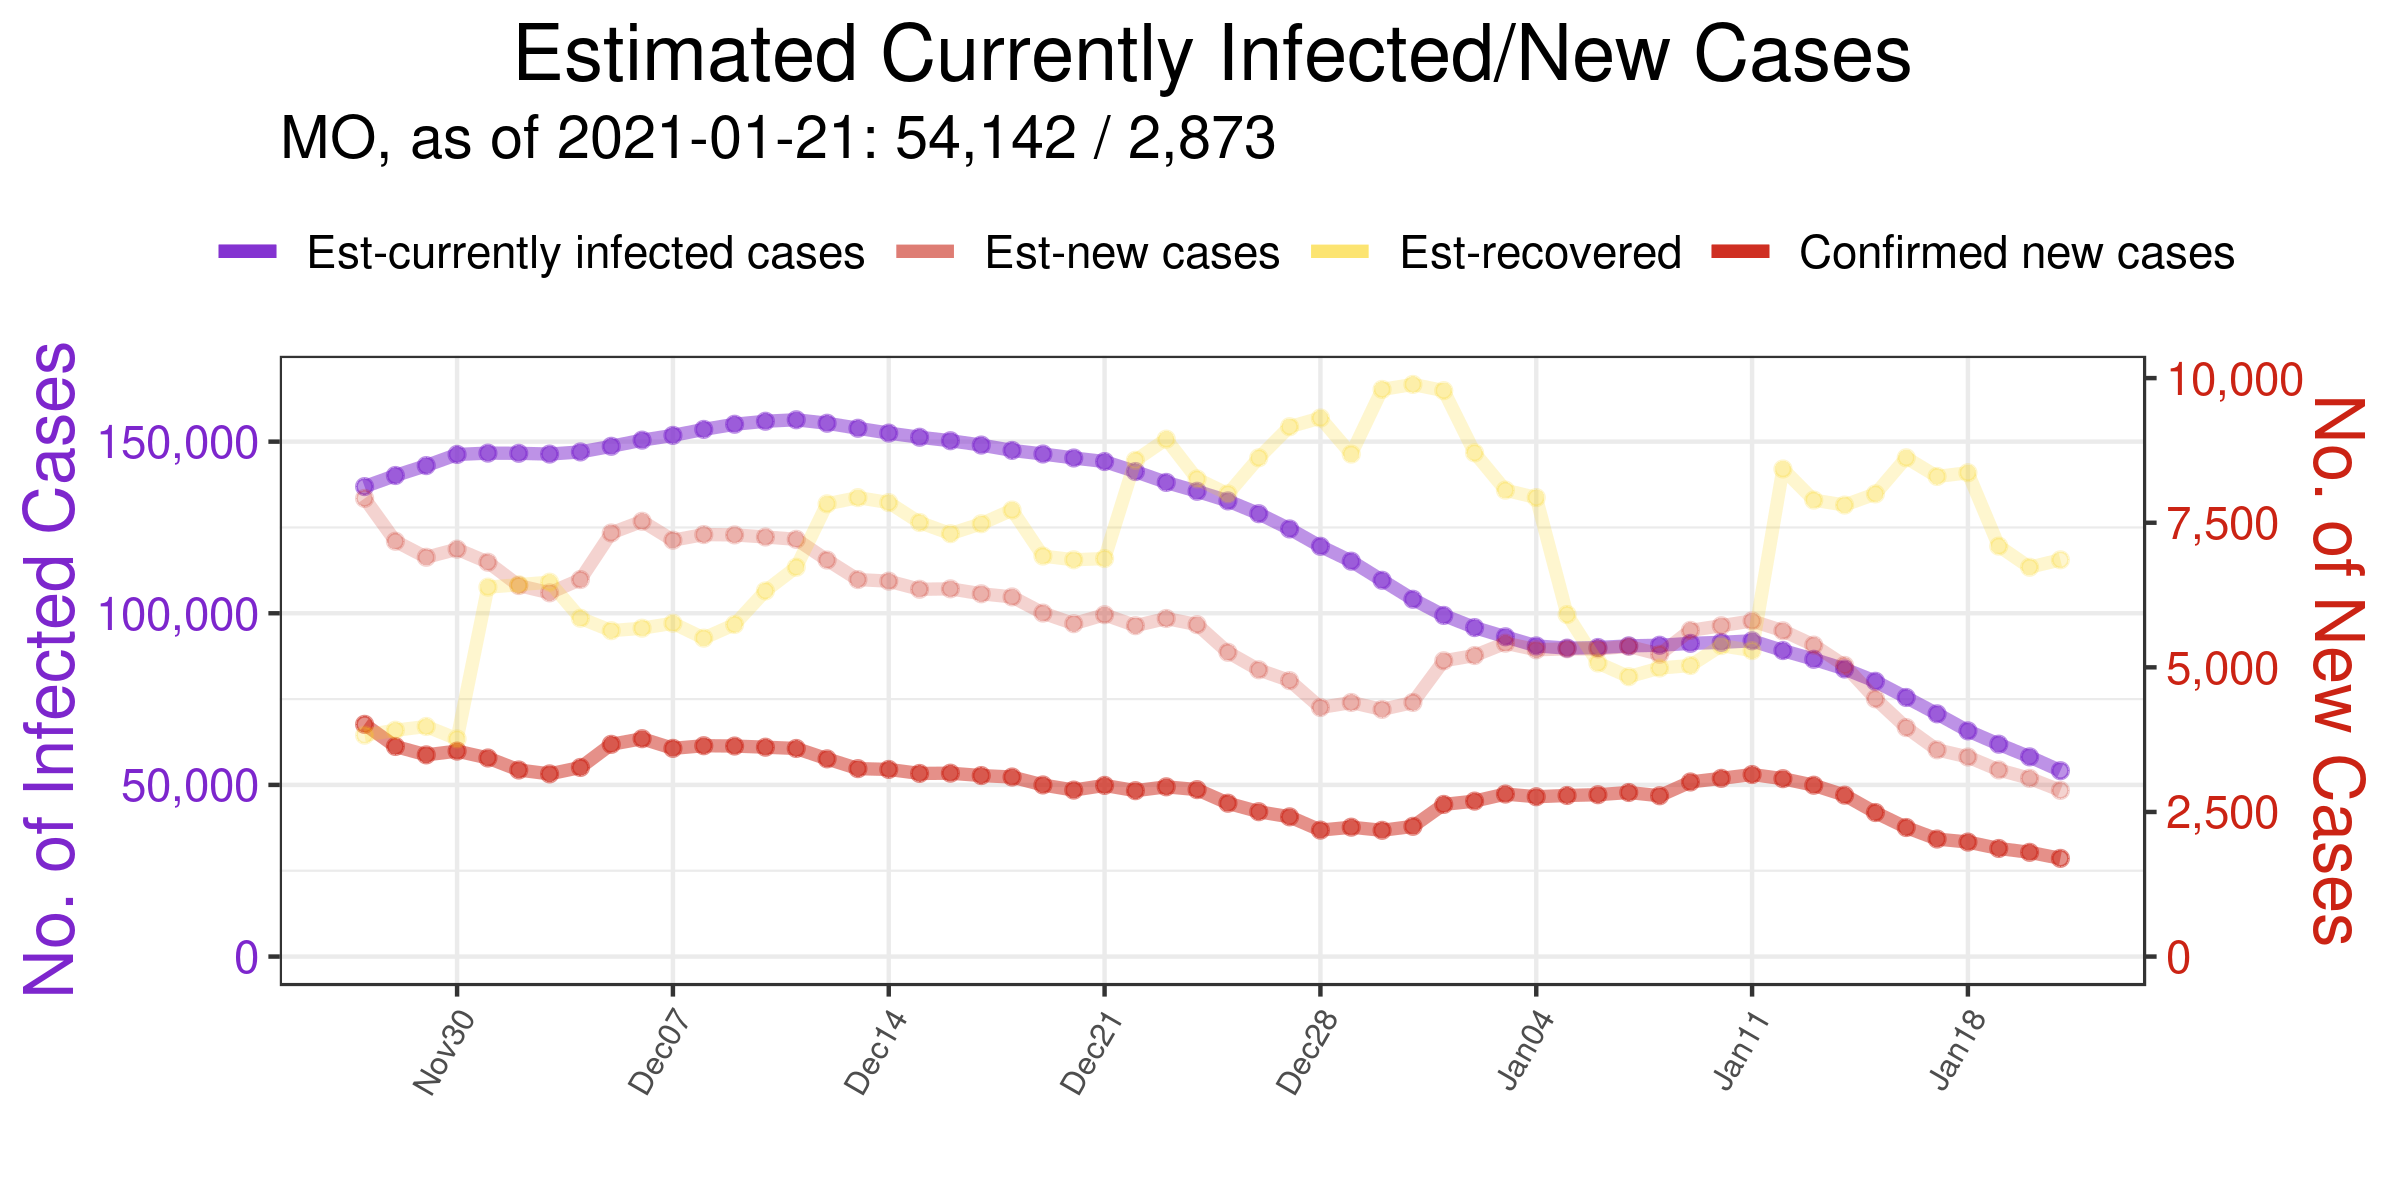 Estimated Currently Infected/New Cases
MO, as of 2021-01-21: 54,142 / 2,873
Est-currently infected cases Est-new cases Est-recovered Confirmed new cases
No. of Infected Cases
150,000
100,000
50,000
0
10,000
7,500
5,000
2,500
0
No. of New Cases
Nov30 Dec07 Dec14 Dec21 Dec28 Jan04 Jan11 Jan18